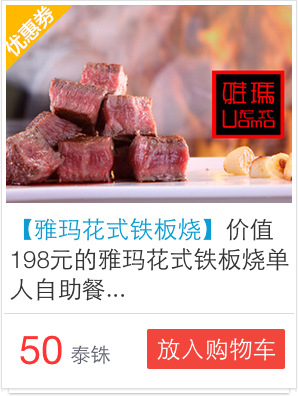 优惠券
雅瑪
UAMA
【雅玛花式铁板烧】价值
198元的雅玛花式铁板烧单
人自助餐...
50 泰铢
放入购物车